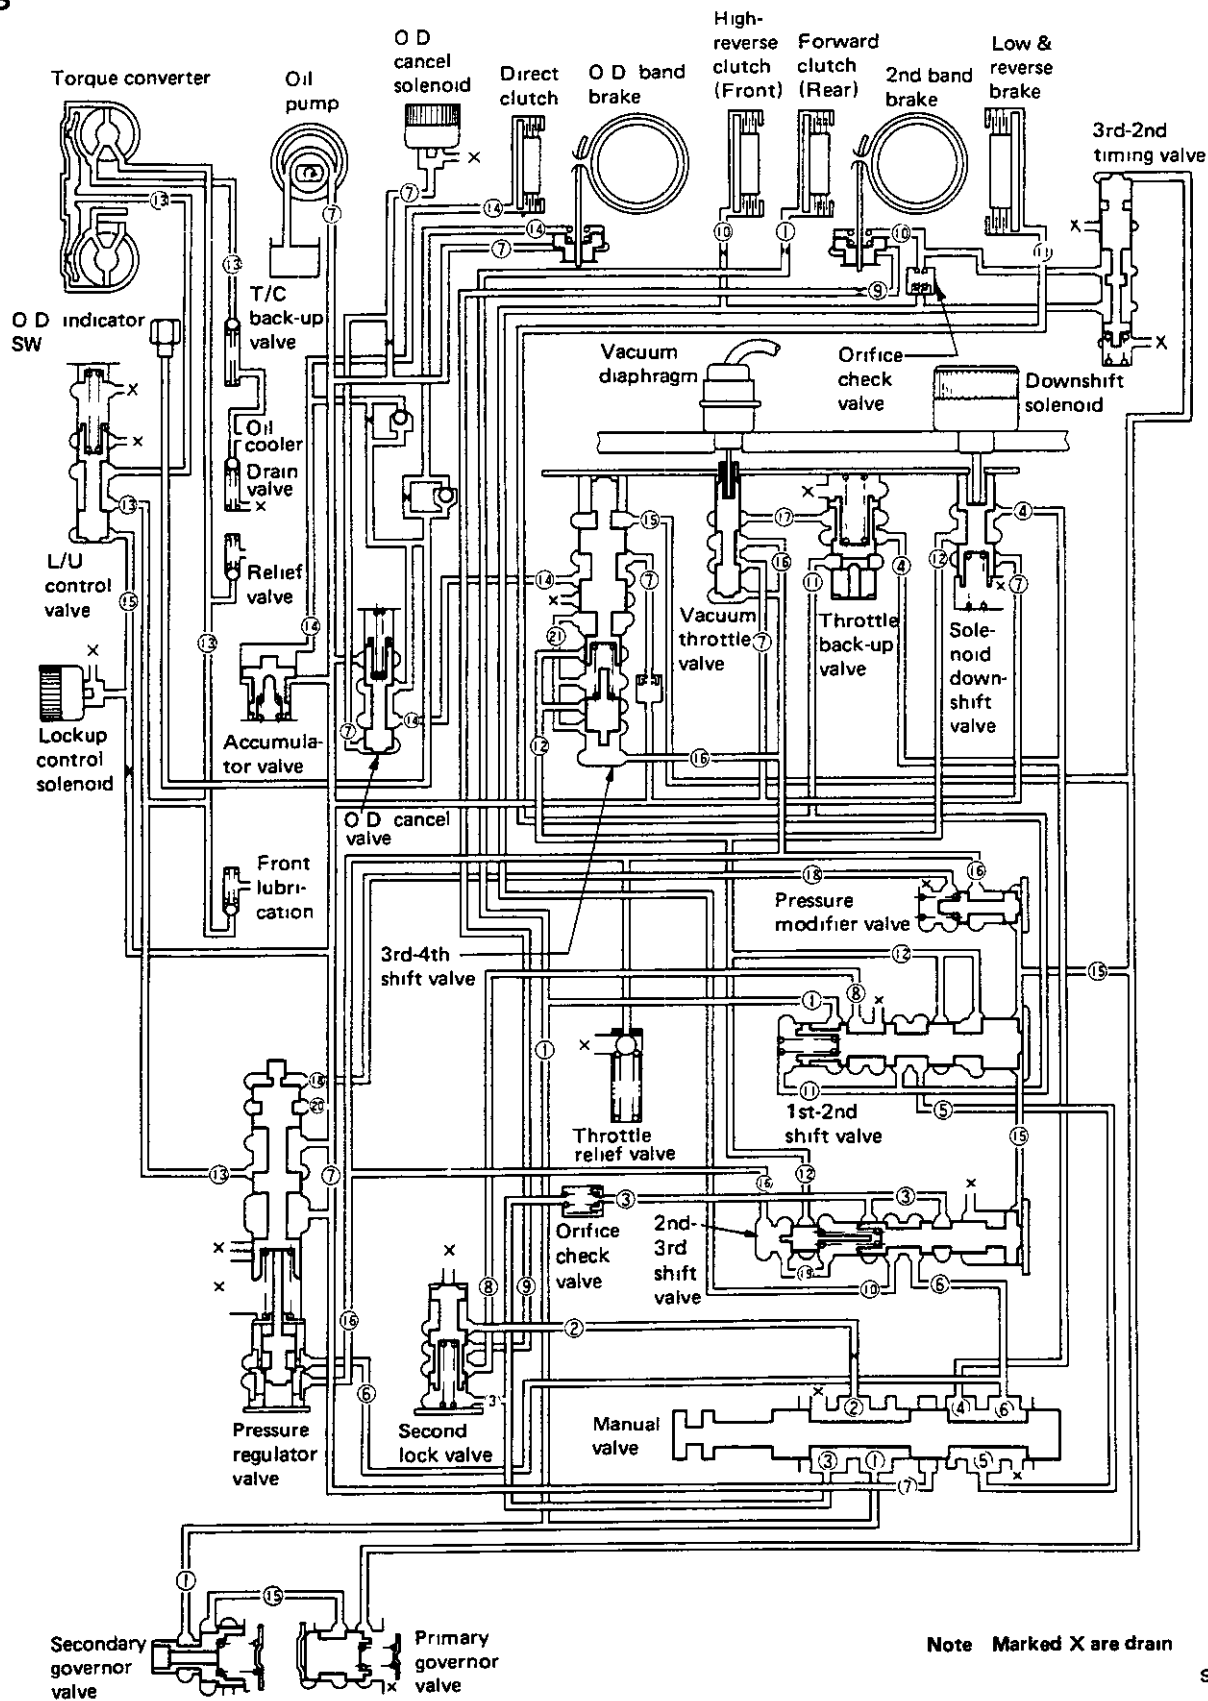 O D
cancel
solenoid
High-
reverse
clutch
(Front)
Forward
clutch
(Rear)
Low &
reverse
brake
Torque converter
Oil
pump
Direct
clutch
O D band
brake
2nd band
brake
3rd-2nd
timing valve
T/C
back-up
valve
O D indicator
SW
Vacuum
diaphragm
Orifice
check
valve
Downshift
solenoid
Oil
cooler
Drain
valve
L/U
control
valve
Relief
valve
Vacuum
throttle
valve
Throttle
back-up
valve
Sole-
noid
down-
shift
valve
Lockup
control
solenoid
Accumula-
tor valve
O D cancel
valve
Front
lubri-
cation
Pressure
modifier valve
3rd-4th
shift valve
1st-2nd
shift valve
Throttle
relief valve
Orifice
check
valve
2nd-
3rd
shift
valve
Pressure
regulator
valve
Second
lock valve
Manual
valve
Secondary
governor
valve
Primary
governor
valve
Note Marked X are drain